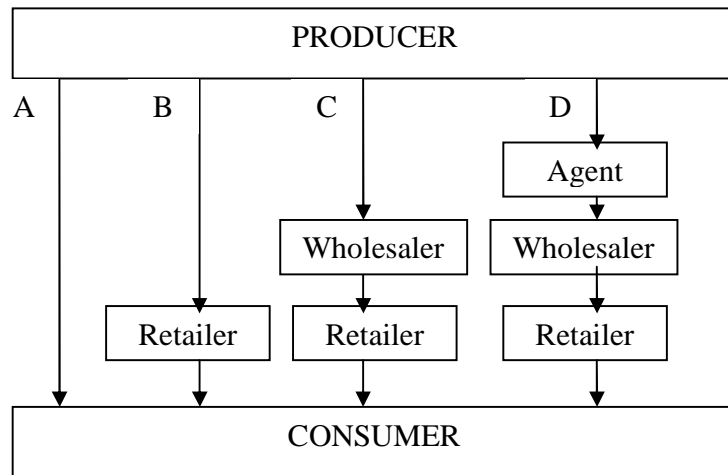 PRODUCER
A B C D
Agent
Wholesaler Wholesaler
Retailer Retailer Retailer
CONSUMER